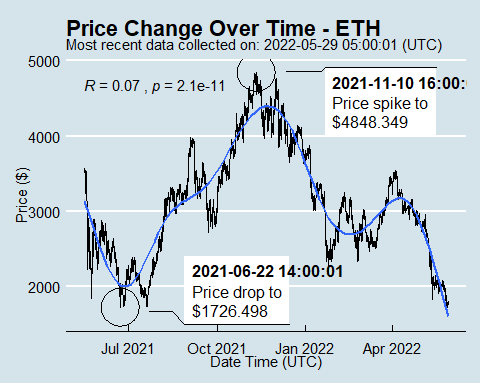 Price Change Over Time - ETH
Most recent data collected on: 2022-05-29 05:00:01 (UTC)
5000
R = 0.07 , p = 2.1e-11
2021-11-10 16:00:0
Price spike to
$4848.349
4000
Price ($)
3000
2021-06-22 14:00:01
Price drop to
$1726.498
2000
Jul 2021
Oct 2021
Jan 2022
Apr 2022
Date Time (UTC)